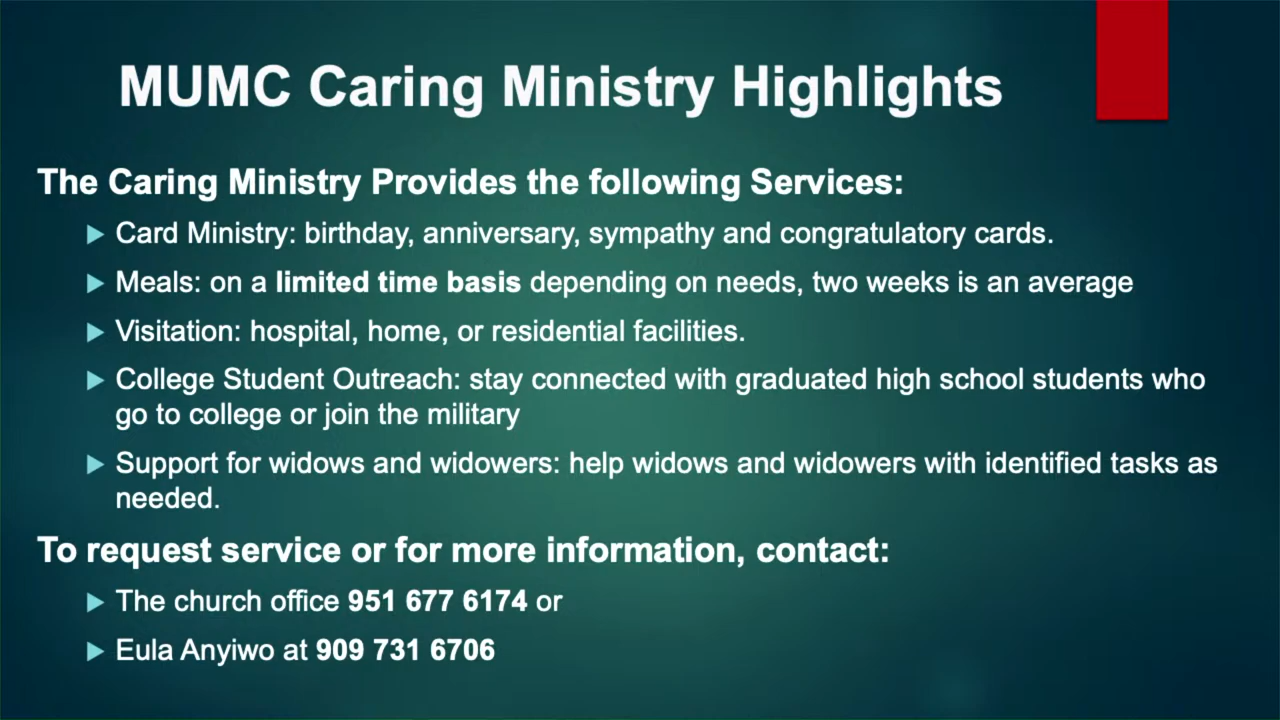 MUMC Caring Ministry Highlights
The Caring Ministry Provides the following Services:
Card Ministry: birthday, anniversary, sympathy and congratulatory cards.
Meals: on a limited time basis depending on needs, two weeks is an average
Visitation: hospital, home, or residential facilities.
College Student Outreach: stay connected with graduated high school students who
go to college or join the military
Support for widows and widowers: help widows and widowers with identified tasks as
needed.
To request service or for more information, contact:
The church office 951 677 6174 or
Eula Anyiwo at 909 731 6706